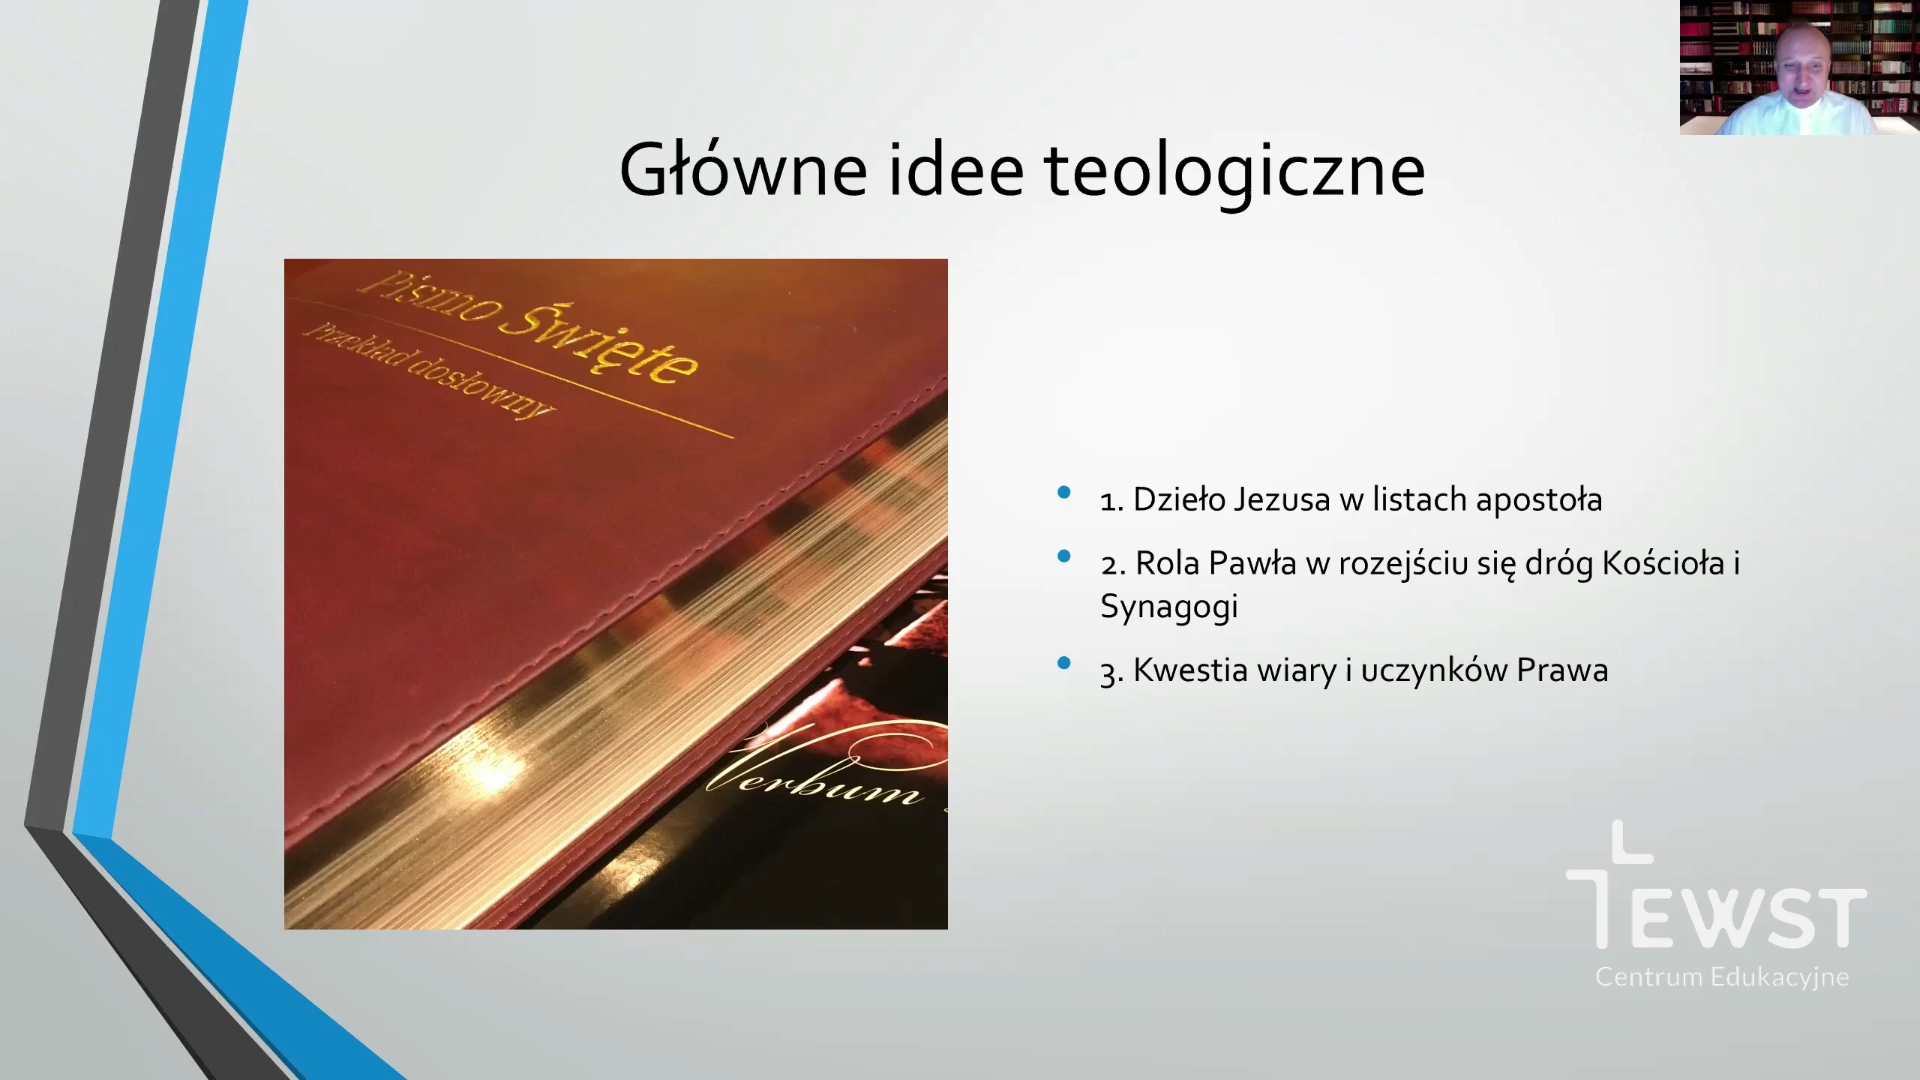 Główne idee teologiczne
Pismo Święte
Przekład dosłowny
Verbum
• 1. Dzieło Jezusa w listach apostoła
• 2. Rola Pawła w rozejściu się dróg Kościoła i
Synagogi
• 3. Kwestia wiary i uczynków Prawa
EWST
Centrum Edukacyjne